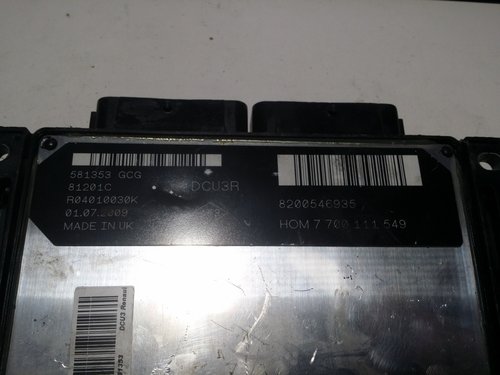 581353 GCG
81201C
DCU3R
R04010030K
01.07.2009
MADE IN UK
8200546935
HOM 7 700 111 549
DCU3 Renault